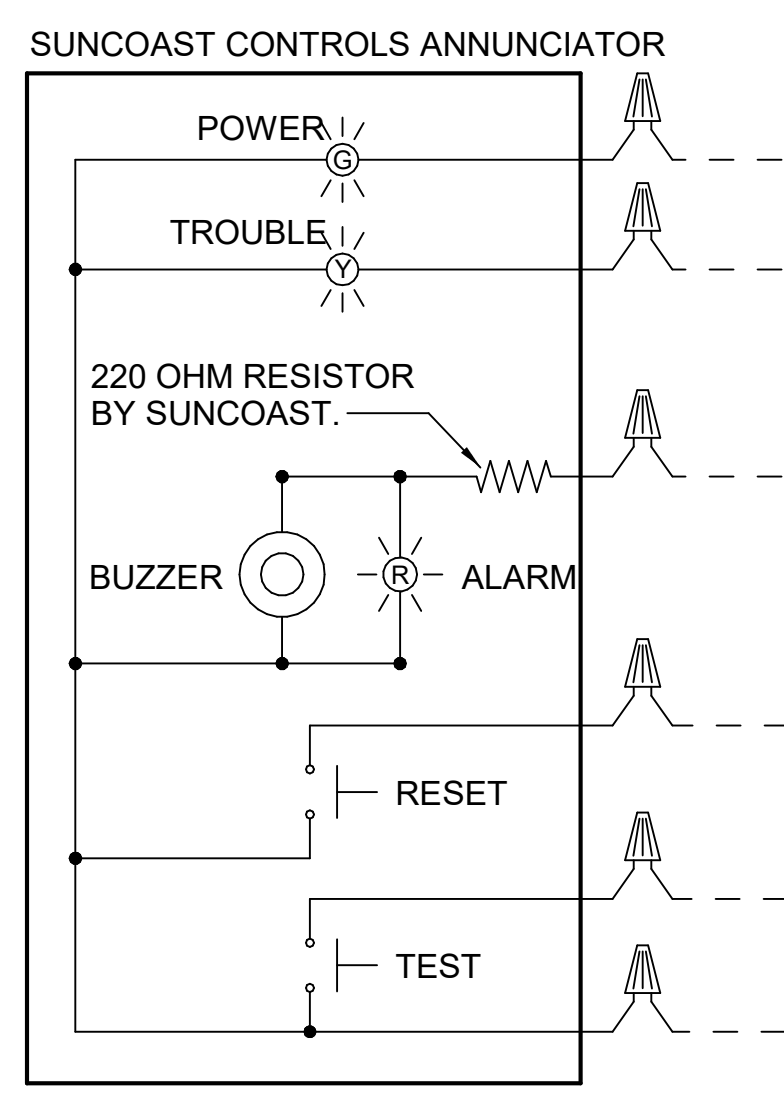 SUNCOAST CONTROLS ANNUNCIATOR
POWER
G
TROUBLE
Y
220 OHM RESISTOR
BY SUNCOAST.
BUZZER
R
ALARM
RESET
TEST